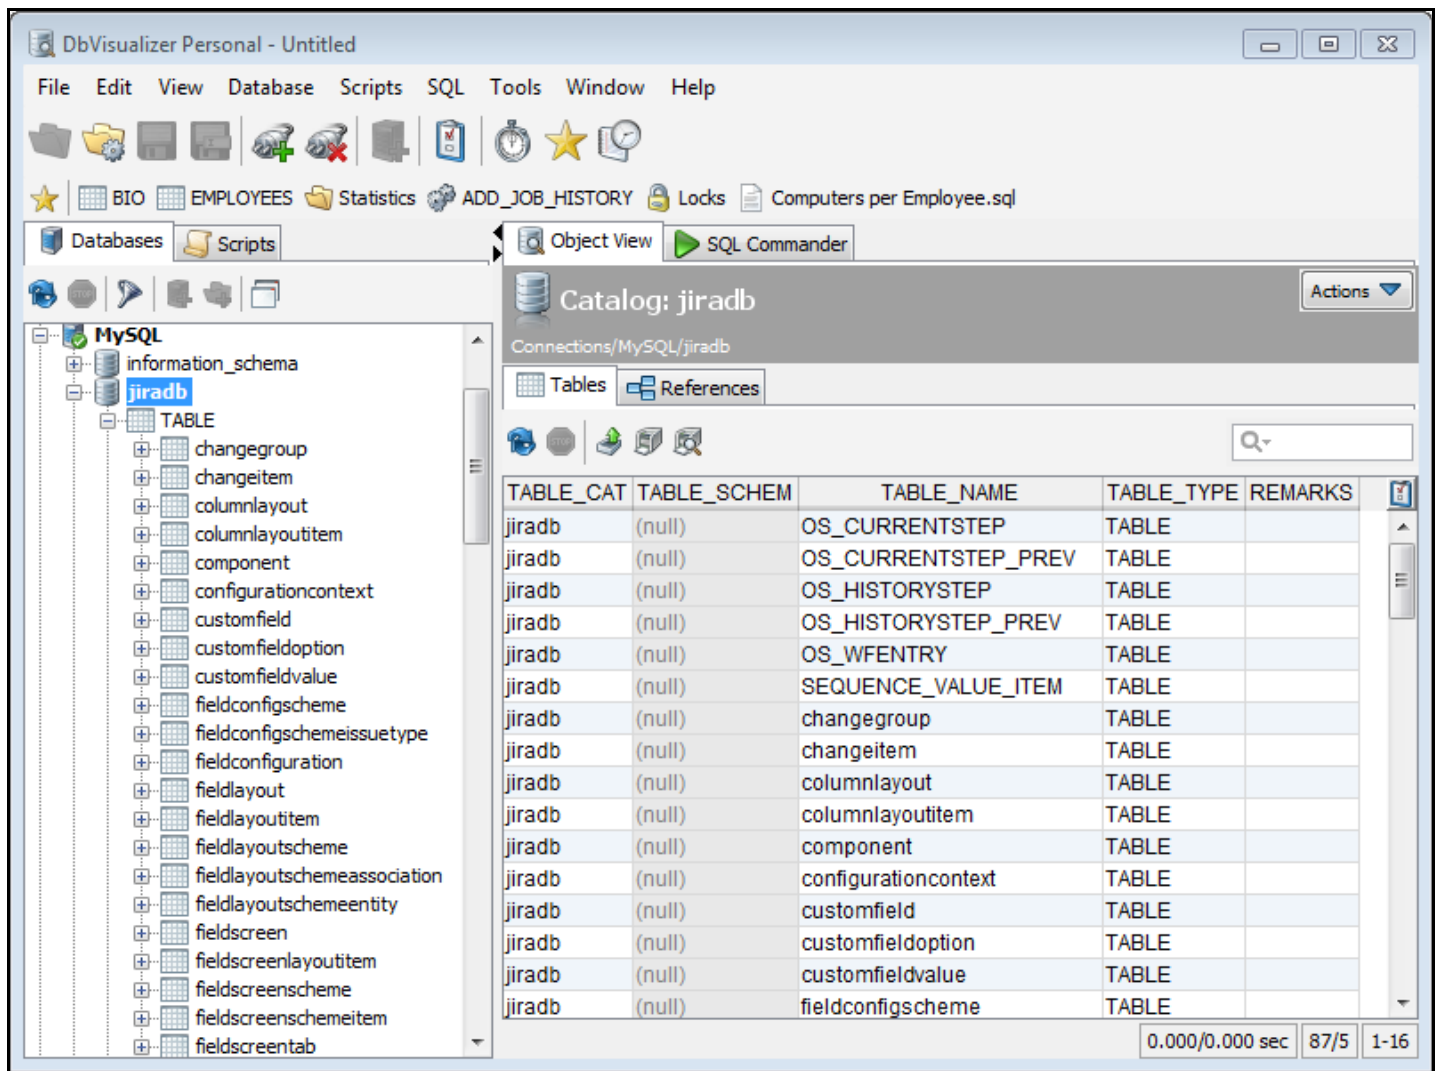 DbVisualizer Personal - Untitled
File Edit View Database Scripts SQL Tools Window Help
BIO EMPLOYEES Statistics ADD_JOB_HISTORY Locks Computers per Employee.sql
Databases Scripts
STOP
MySQL
information_schema
jiradb
TABLE
changegroup
changeitem
columnlayout
columnlayoutitem
component
configurationcontext
customfield
customfieldoption
customfieldvalue
fieldconfigscheme
fieldconfigschemeissuetype
fieldconfiguration
fieldlayout
fieldlayoutitem
fieldlayoutscheme
fieldlayoutschemeassociation
fieldlayoutschemeentity
fieldscreen
fieldscreenlayoutitem
fieldscreenscheme
fieldscreenschemeitem
fieldscreentab
Object View SQL Commander
Catalog: jiradb
Actions
Connections/MySQL/jiradb
Tables References
STOP
TABLE_CAT TABLE_SCHEM TABLE_NAME TABLE_TYPE REMARKS
jiradb (null) OS_CURRENTSTEP TABLE
jiradb (null) OS_CURRENTSTEP_PREV TABLE
jiradb (null) OS_HISTORYSTEP TABLE
jiradb (null) OS_HISTORYSTEP_PREV TABLE
jiradb (null) OS_WFENTRY TABLE
jiradb (null) SEQUENCE_VALUE_ITEM TABLE
jiradb (null) changegroup TABLE
jiradb (null) changeitem TABLE
jiradb (null) columnlayout TABLE
jiradb (null) columnlayoutitem TABLE
jiradb (null) component TABLE
jiradb (null) configurationcontext TABLE
jiradb (null) customfield TABLE
jiradb (null) customfieldoption TABLE
jiradb (null) customfieldvalue TABLE
jiradb (null) fieldconfigscheme TABLE
0.000/0.000 sec 87/5 1-16